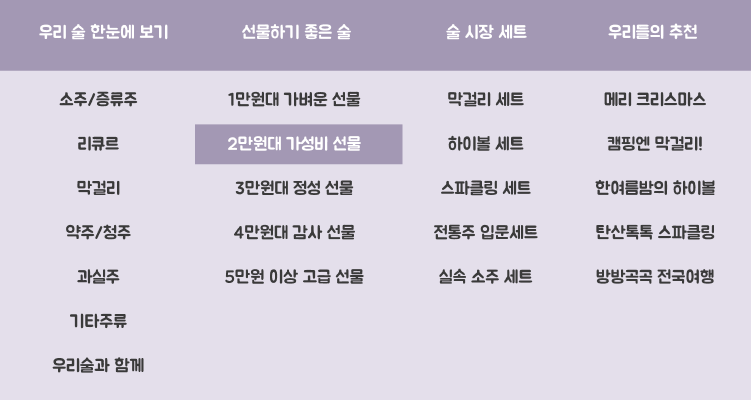 우리 술 한눈에 보기 선물하기 좋은 술 술 시장 세트 우리들의 추천
소주/증류주 1만원대 가벼운 선물 막걸리 세트 메리 크리스마스
리큐르 2만원대 가성비 선물 하이볼 세트 캠핑엔 막걸리!
막걸리 3만원대 정성 선물 스파클링 세트 한여름밤의 하이볼
약주/청주 4만원대 감사 선물 전통주 입문세트 탄산톡톡 스파클링
과실주 5만원 이상 고급 선물 실속 소주 세트 방방곡곡 전국여행
기타주류
우리술과 함께